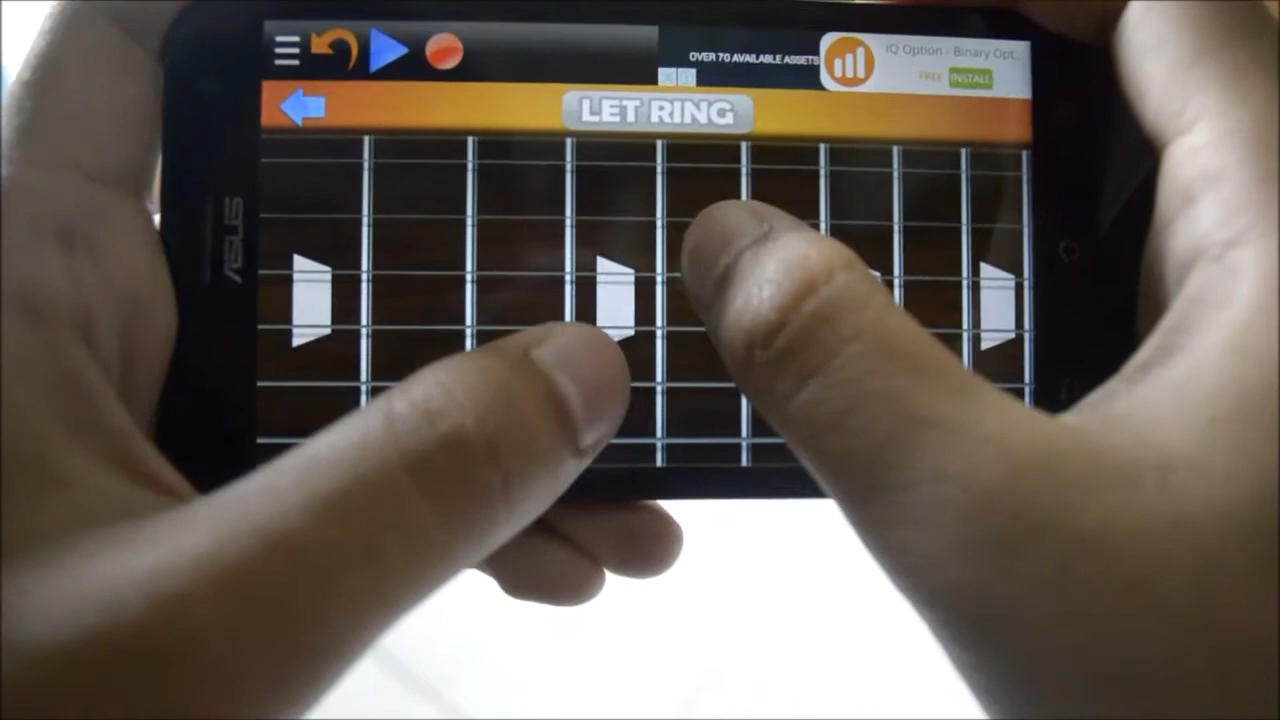 OVER 70 AVAILABLE ASSETS
IQ Option - Binary Opt..
FREE INSTALL
LET RING
ASUS